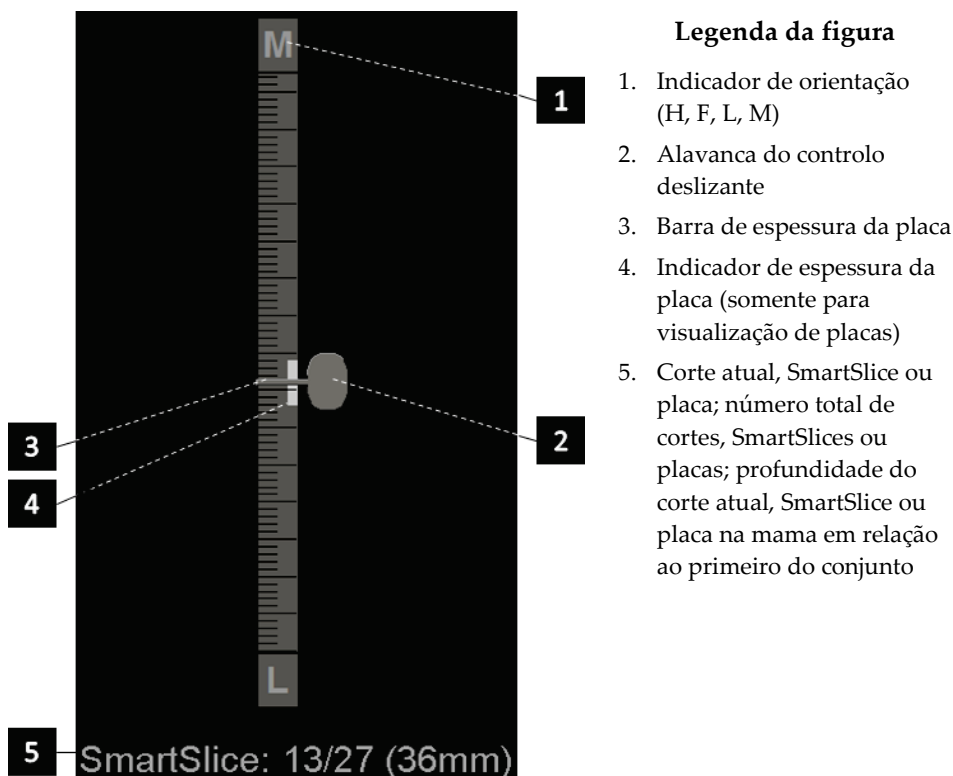 M
1
2
3
4
L
5
SmartSlice: 13/27 (36mm)
Legenda da figura
1. Indicador de orientação
(H, F, L, M)
2. Alavanca do controlo
deslizante
3. Barra de espessura da placa
4. Indicador de espessura da
placa (somente para
visualização de placas)
5. Corte atual, SmartSlice ou
placa; número total de
cortes, SmartSlices ou
placas; profundidade do
corte atual, SmartSlice ou
placa na mama em relação
ao primeiro do conjunto